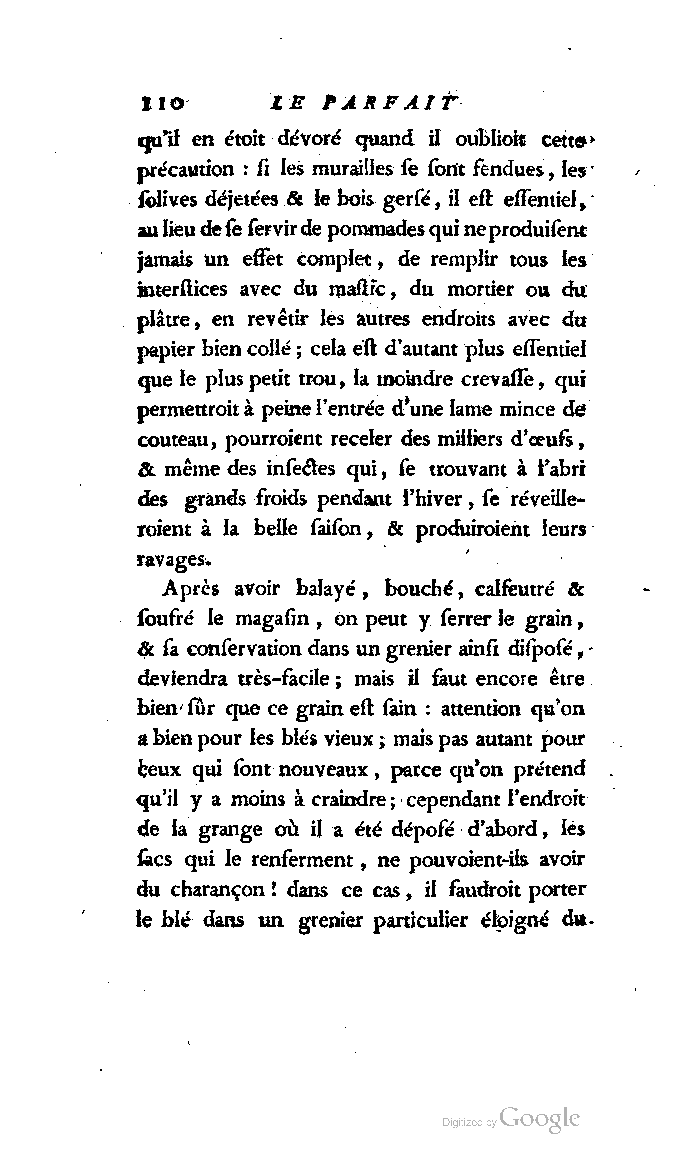 110 LE PARFAIT
qu'il en étoit dévoré quand il oublioit cette
précaution : ſi les murailles ſe ſont fendues, les
ſolives déjetées & le bois gerſé, il eſt eſſentiel,
au lieu de ſe ſervir de pommades qui ne produiſent
jamais un effet complet, de remplir tous les
interſtices avec du maſtic, du mortier ou du
plâtre, en revêtir les autres endroits avec du
papier bien collé ; cela eſt d'autant plus eſſentiel
que le plus petit trou, la moindre crevaſſe, qui
permettroit à peine l'entrée d'une lame mince de
couteau, pourroient receler des milliers d'œufs,
& même des inſectes qui, ſe trouvant à l'abri
des grands froids pendant l'hiver, ſe réveille-
roient à la belle ſaiſon, & produiroient leurs
ravages.
Après avoir balayé, bouché, calfeutré &
ſoufré le magaſin, on peut y ſerrer le grain,
& ſa conſervation dans un grenier ainſi diſpoſé,
deviendra très-facile ; mais il faut encore être
bien ſûr que ce grain eſt ſain : attention qu'on
a bien pour les blés vieux ; mais pas autant pour
ceux qui ſont nouveaux, parce qu'on prétend
qu'il y a moins à craindre ; cependant l'endroit
de la grange où il a été dépoſé d'abord, les
ſacs qui le renferment, ne pouvoient-ils avoir
du charançon ! dans ce cas, il faudroit porter
le blé dans un grenier particulier éloigné du
Digitized by Google